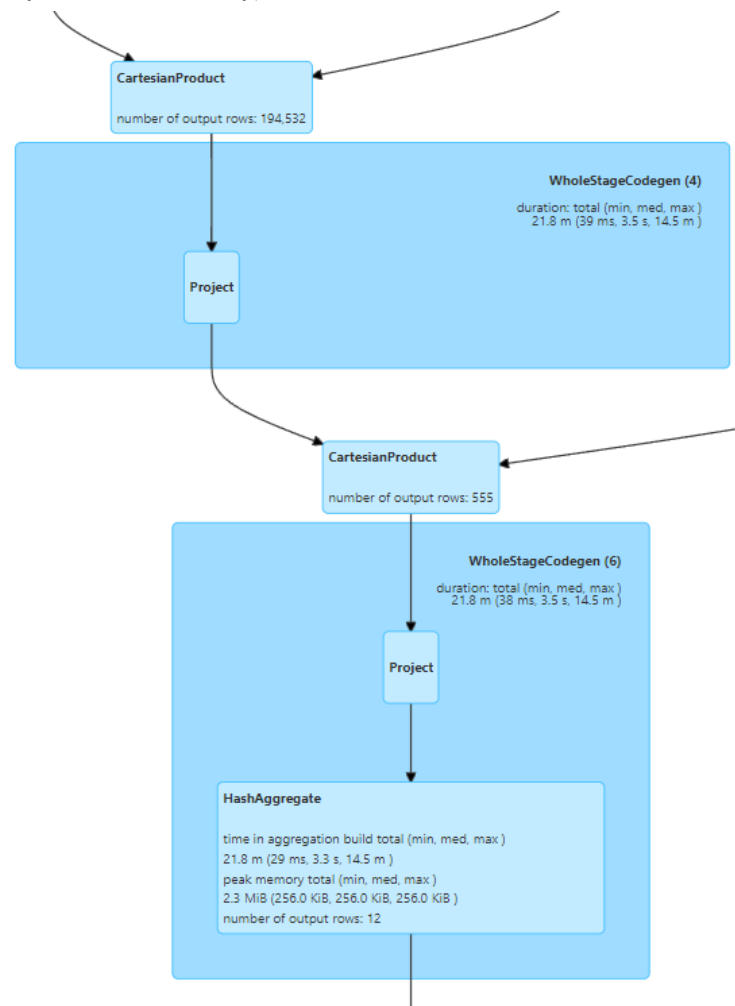 CartesianProduct
number of output rows: 194,532
WholeStageCodegen (4)
duration: total (min, med, max )
21.8 m (39 ms, 3.5 s, 14.5 m )
Project
CartesianProduct
number of output rows: 555
WholeStageCodegen (6)
duration: total (min, med, max )
21.8 m (38 ms, 3.5 s, 14.5 m )
Project
HashAggregate
time in aggregation build total (min, med, max )
21.8 m (29 ms, 3.3 s, 14.5 m )
peak memory total (min, med, max )
2.3 MiB (256.0 KiB, 256.0 KiB, 256.0 KiB )
number of output rows: 12